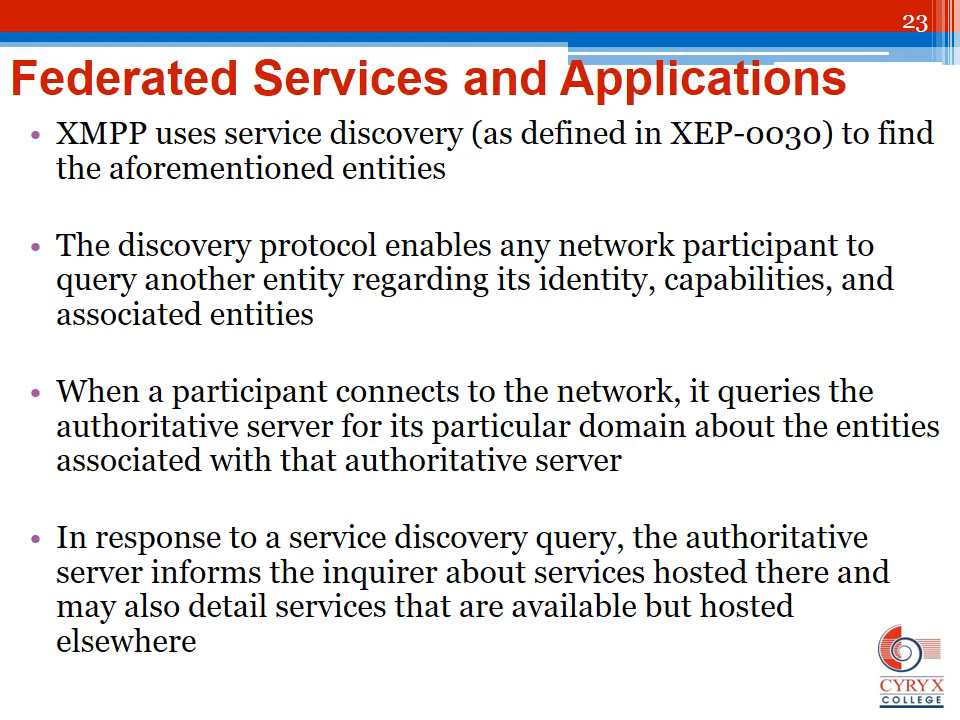 23
Federated Services and Applications
• XMPP uses service discovery (as defined in XEP-0030) to find
the aforementioned entities
• The discovery protocol enables any network participant to
query another entity regarding its identity, capabilities, and
associated entities
• When a participant connects to the network, it queries the
authoritative server for its particular domain about the entities
associated with that authoritative server
• In response to a service discovery query, the authoritative
server informs the inquirer about services hosted there and
may also detail services that are available but hosted
elsewhere
CYRYX
COLLEGE